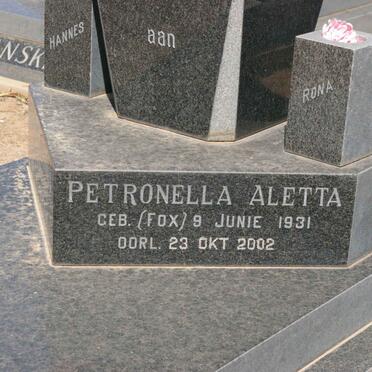 HANNES
aan
RONA
PETRONELLA ALETTA
GEB. (FOX) 9 JUNIE 1931
OORL. 23 OKT 2002